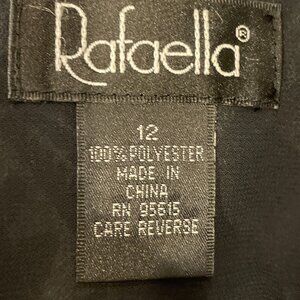 Rafaella®
12
100% POLYESTER
MADE IN
CHINA
RN 95615
CARE REVERSE